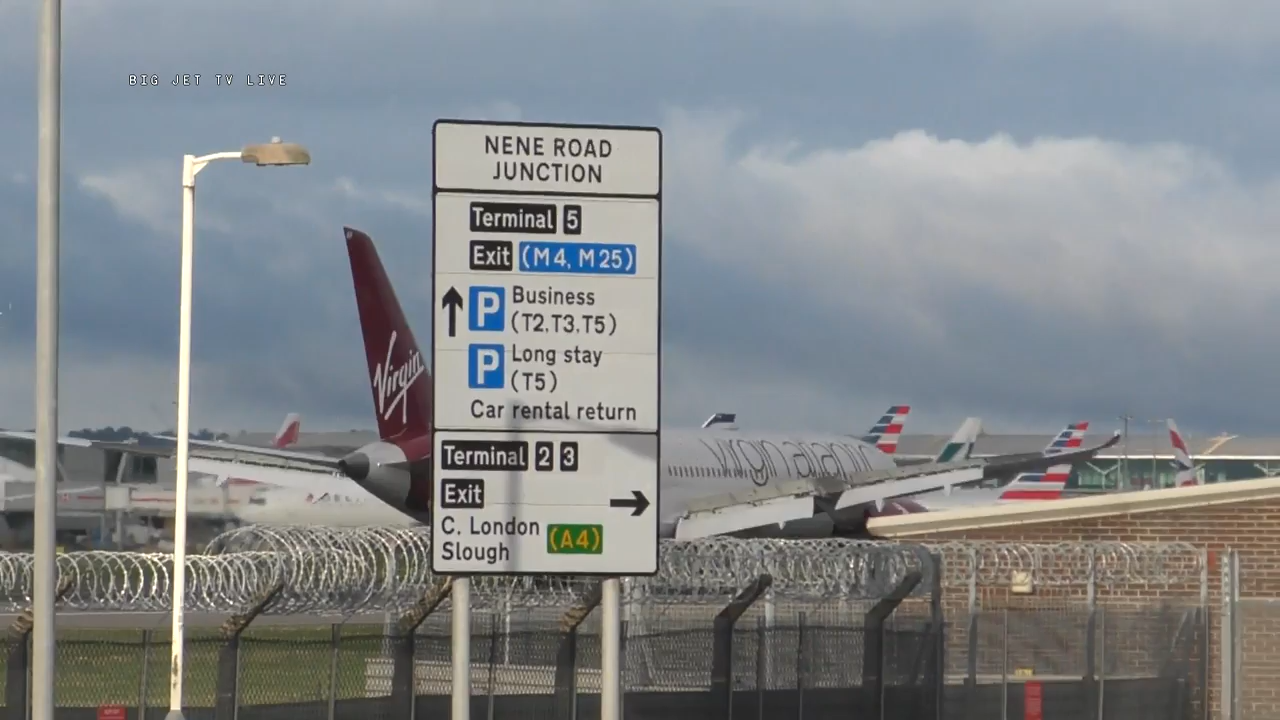 BIG JET TV LIVE
NENE ROAD
JUNCTION
Terminal 5
Exit (M4, M25)
P Business
(T2,T3,T5)
P Long stay
(T5)
Car rental return
Terminal 2 3
Exit
C. London (A4)
Slough
Virgin
virgin atlantic